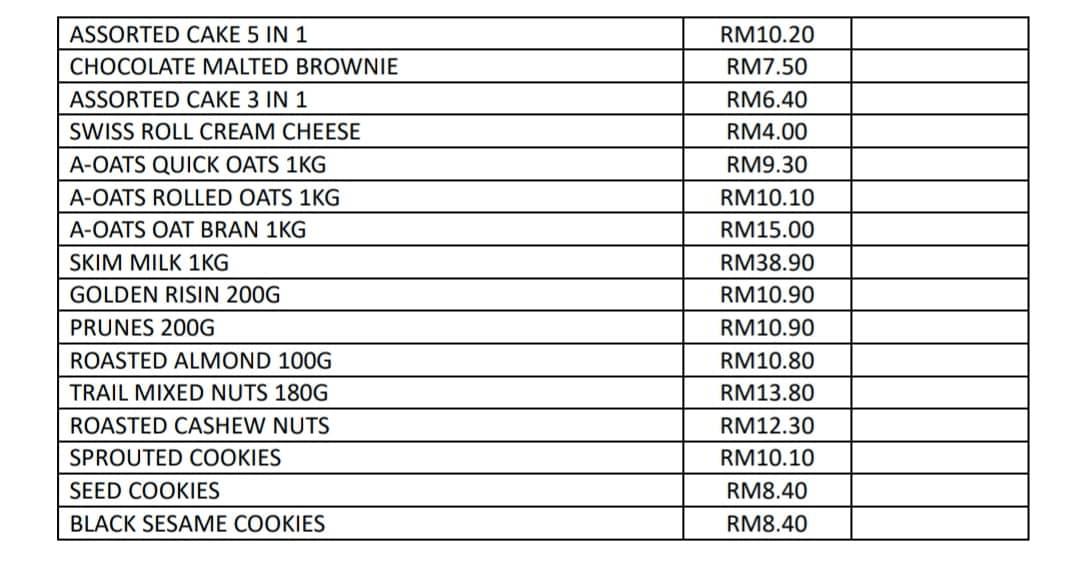 ASSORTED CAKE 5 IN 1 RM10.20
CHOCOLATE MALTED BROWNIE RM7.50
ASSORTED CAKE 3 IN 1 RM6.40
SWISS ROLL CREAM CHEESE RM4.00
A-OATS QUICK OATS 1KG RM9.30
A-OATS ROLLED OATS 1KG RM10.10
A-OATS OAT BRAN 1KG RM15.00
SKIM MILK 1KG RM38.90
GOLDEN RISIN 200G RM10.90
PRUNES 200G RM10.90
ROASTED ALMOND 100G RM10.80
TRAIL MIXED NUTS 180G RM13.80
ROASTED CASHEW NUTS RM12.30
SPROUTED COOKIES RM10.10
SEED COOKIES RM8.40
BLACK SESAME COOKIES RM8.40